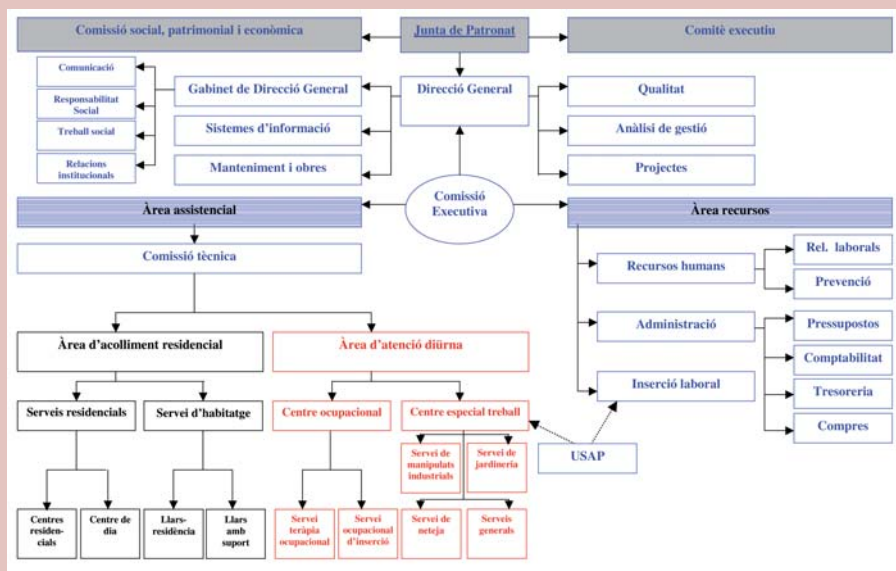 Comissió social, patrimonial i econòmica
Junta de Patronat
Comitè executiu
Comunicació
Responsabilitat
Social
Treball social
Relacions
institucionals
Gabinet de Direcció General
Sistemes d'informació
Manteniment i obres
Direcció General
Qualitat
Anàlisi de gestió
Projectes
Comissió
Executiva
Àrea assistencial
Àrea recursos
Comissió tècnica
Recursos humans
Rel. laborals
Prevenció
Administració
Pressupostos
Comptabilitat
Tresoreria
Compres
Inserció laboral
Àrea d'acolliment residencial
Àrea d'atenció diürna
Serveis residencials
Servei d'habitatge
Centre ocupacional
Centre especial treball
USAP
Servei de
manipulats
industrials
Servei de
jardineria
Centres
residen-
cials
Centre de
dia
Llars-
residència
Llars
amb
suport
Servei
teràpia
ocupacional
Servei
ocupacional
d'inserció
Servei de
neteja
Serveis
generals